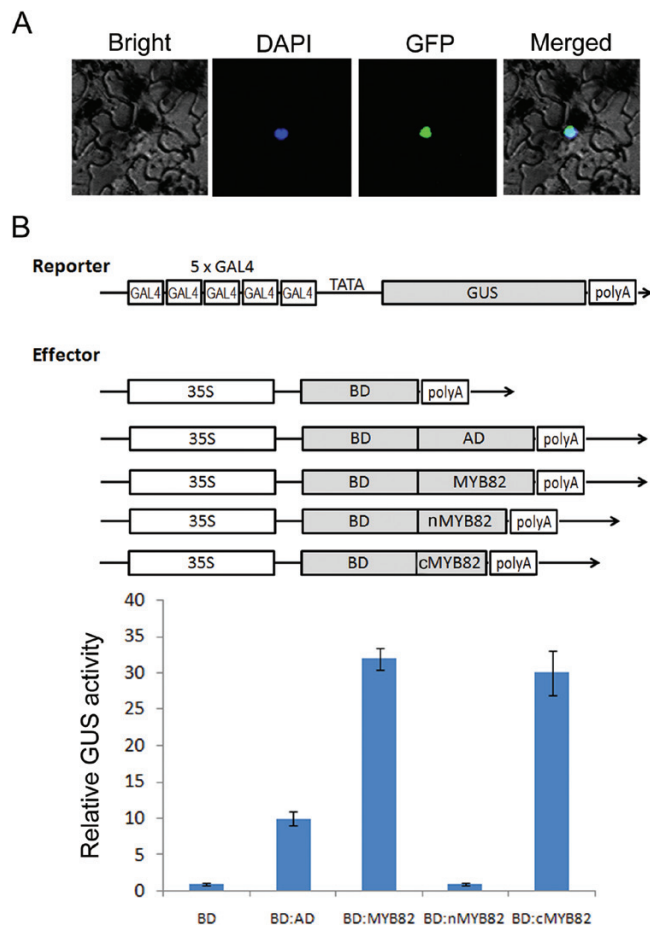 A
Bright DAPI GFP Merged
B
5 x GAL4
Reporter
GAL4 GAL4 GAL4 GAL4 GAL4 TATA GUS polyA
Effector
35S BD polyA
35S BD AD polyA
35S BD MYB82 polyA
35S BD nMYB82 polyA
35S BD cMYB82 polyA
Relative GUS activity
40
35
30
25
20
15
10
5
0
BD BD:AD BD:MYB82 BD:nMYB82 BD:cMYB82